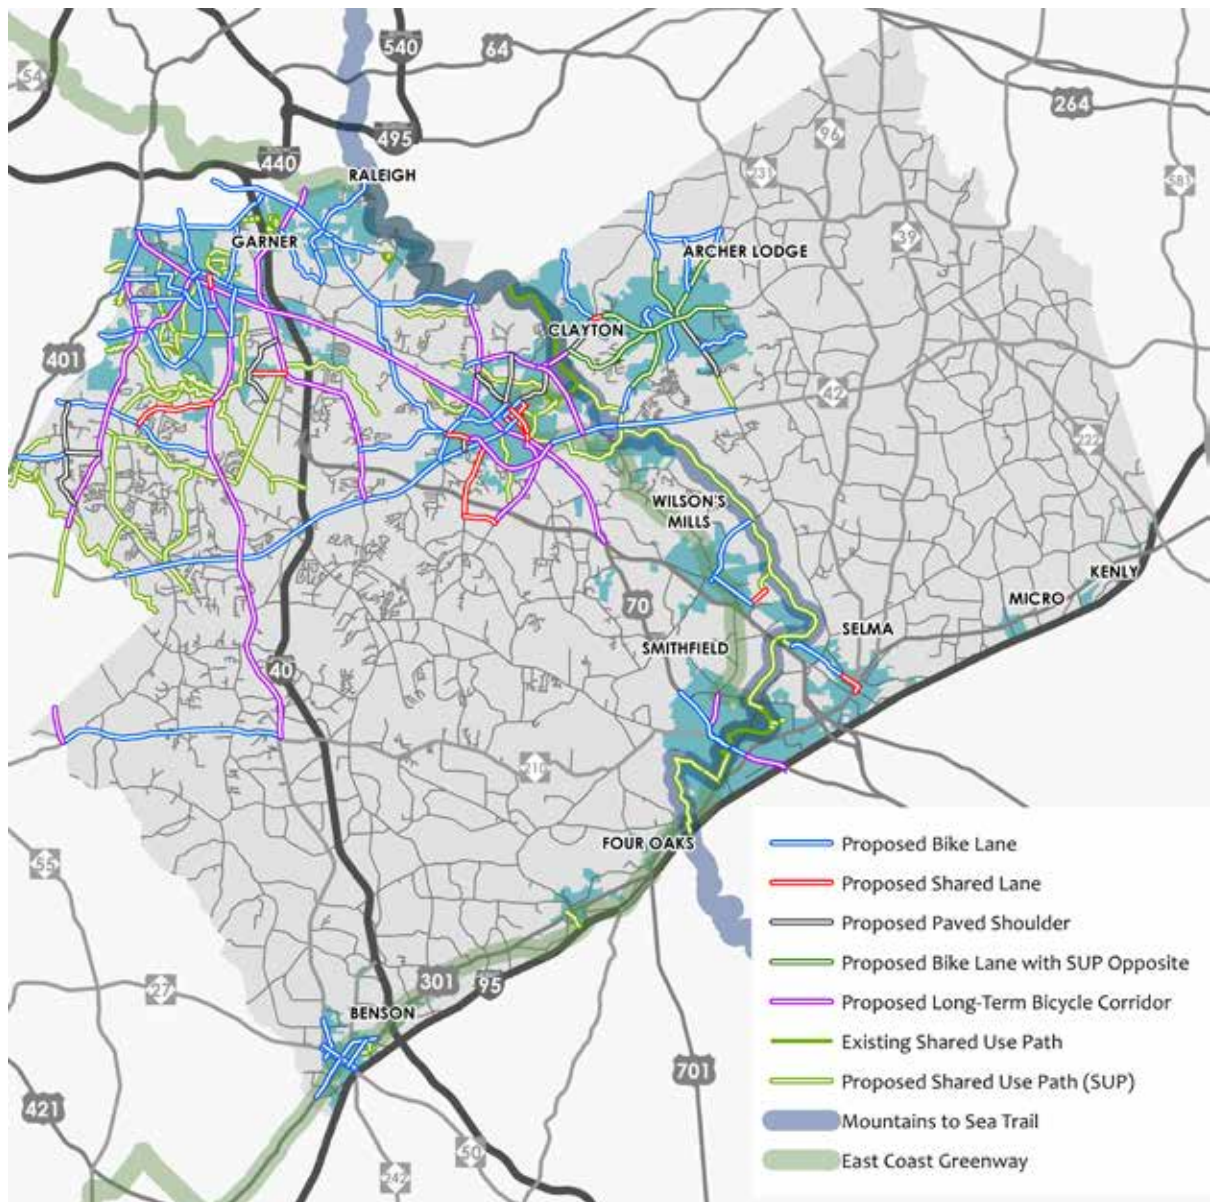 540
64
54
264
495
96
440
231
RALEIGH
581
39
GARNER
ARCHER LODGE
CLAYTON
401
42
222
WILSON'S
MILLS
KENLY
MICRO
70
SELMA
SMITHFIELD
40
210
FOUR OAKS
Proposed Bike Lane
55
Proposed Shared Lane
Proposed Paved Shoulder
Proposed Bike Lane with SUP Opposite
301
95
27
Proposed Long-Term Bicycle Corridor
BENSON
Existing Shared Use Path
701
Proposed Shared Use Path (SUP)
421
Mountains to Sea Trail
50
East Coast Greenway
242